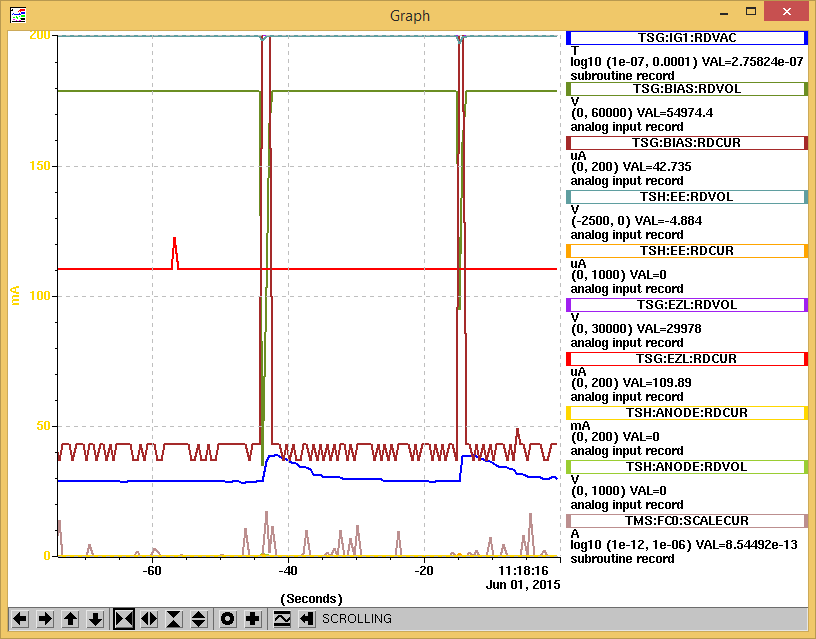 Graph
200
150
100
50
0
mA
-60
-40
-20
11:18:16
Jun 01, 2015
(Seconds)
TSG:IG1:RDVAC
T
log10 (1e-07, 0.0001) VAL=2.75824e-07
subroutine record
TSG:BIAS:RDVOL
V
(0, 60000) VAL=54974.4
analog input record
TSG:BIAS:RDCUR
uA
(0, 200) VAL=42.735
analog input record
TSH:EE:RDVOL
V
(-2500, 0) VAL=-4.884
analog input record
TSH:EE:RDCUR
uA
(0, 1000) VAL=0
analog input record
TSG:EZL:RDVOL
V
(0, 30000) VAL=29978
analog input record
TSG:EZL:RDCUR
uA
(0, 200) VAL=109.89
analog input record
TSH:ANODE:RDCUR
mA
(0, 200) VAL=0
analog input record
TSH:ANODE:RDVOL
V
(0, 1000) VAL=0
analog input record
TMS:FC0:SCALECUR
A
log10 (1e-12, 1e-06) VAL=8.54492e-13
subroutine record
SCROLLING